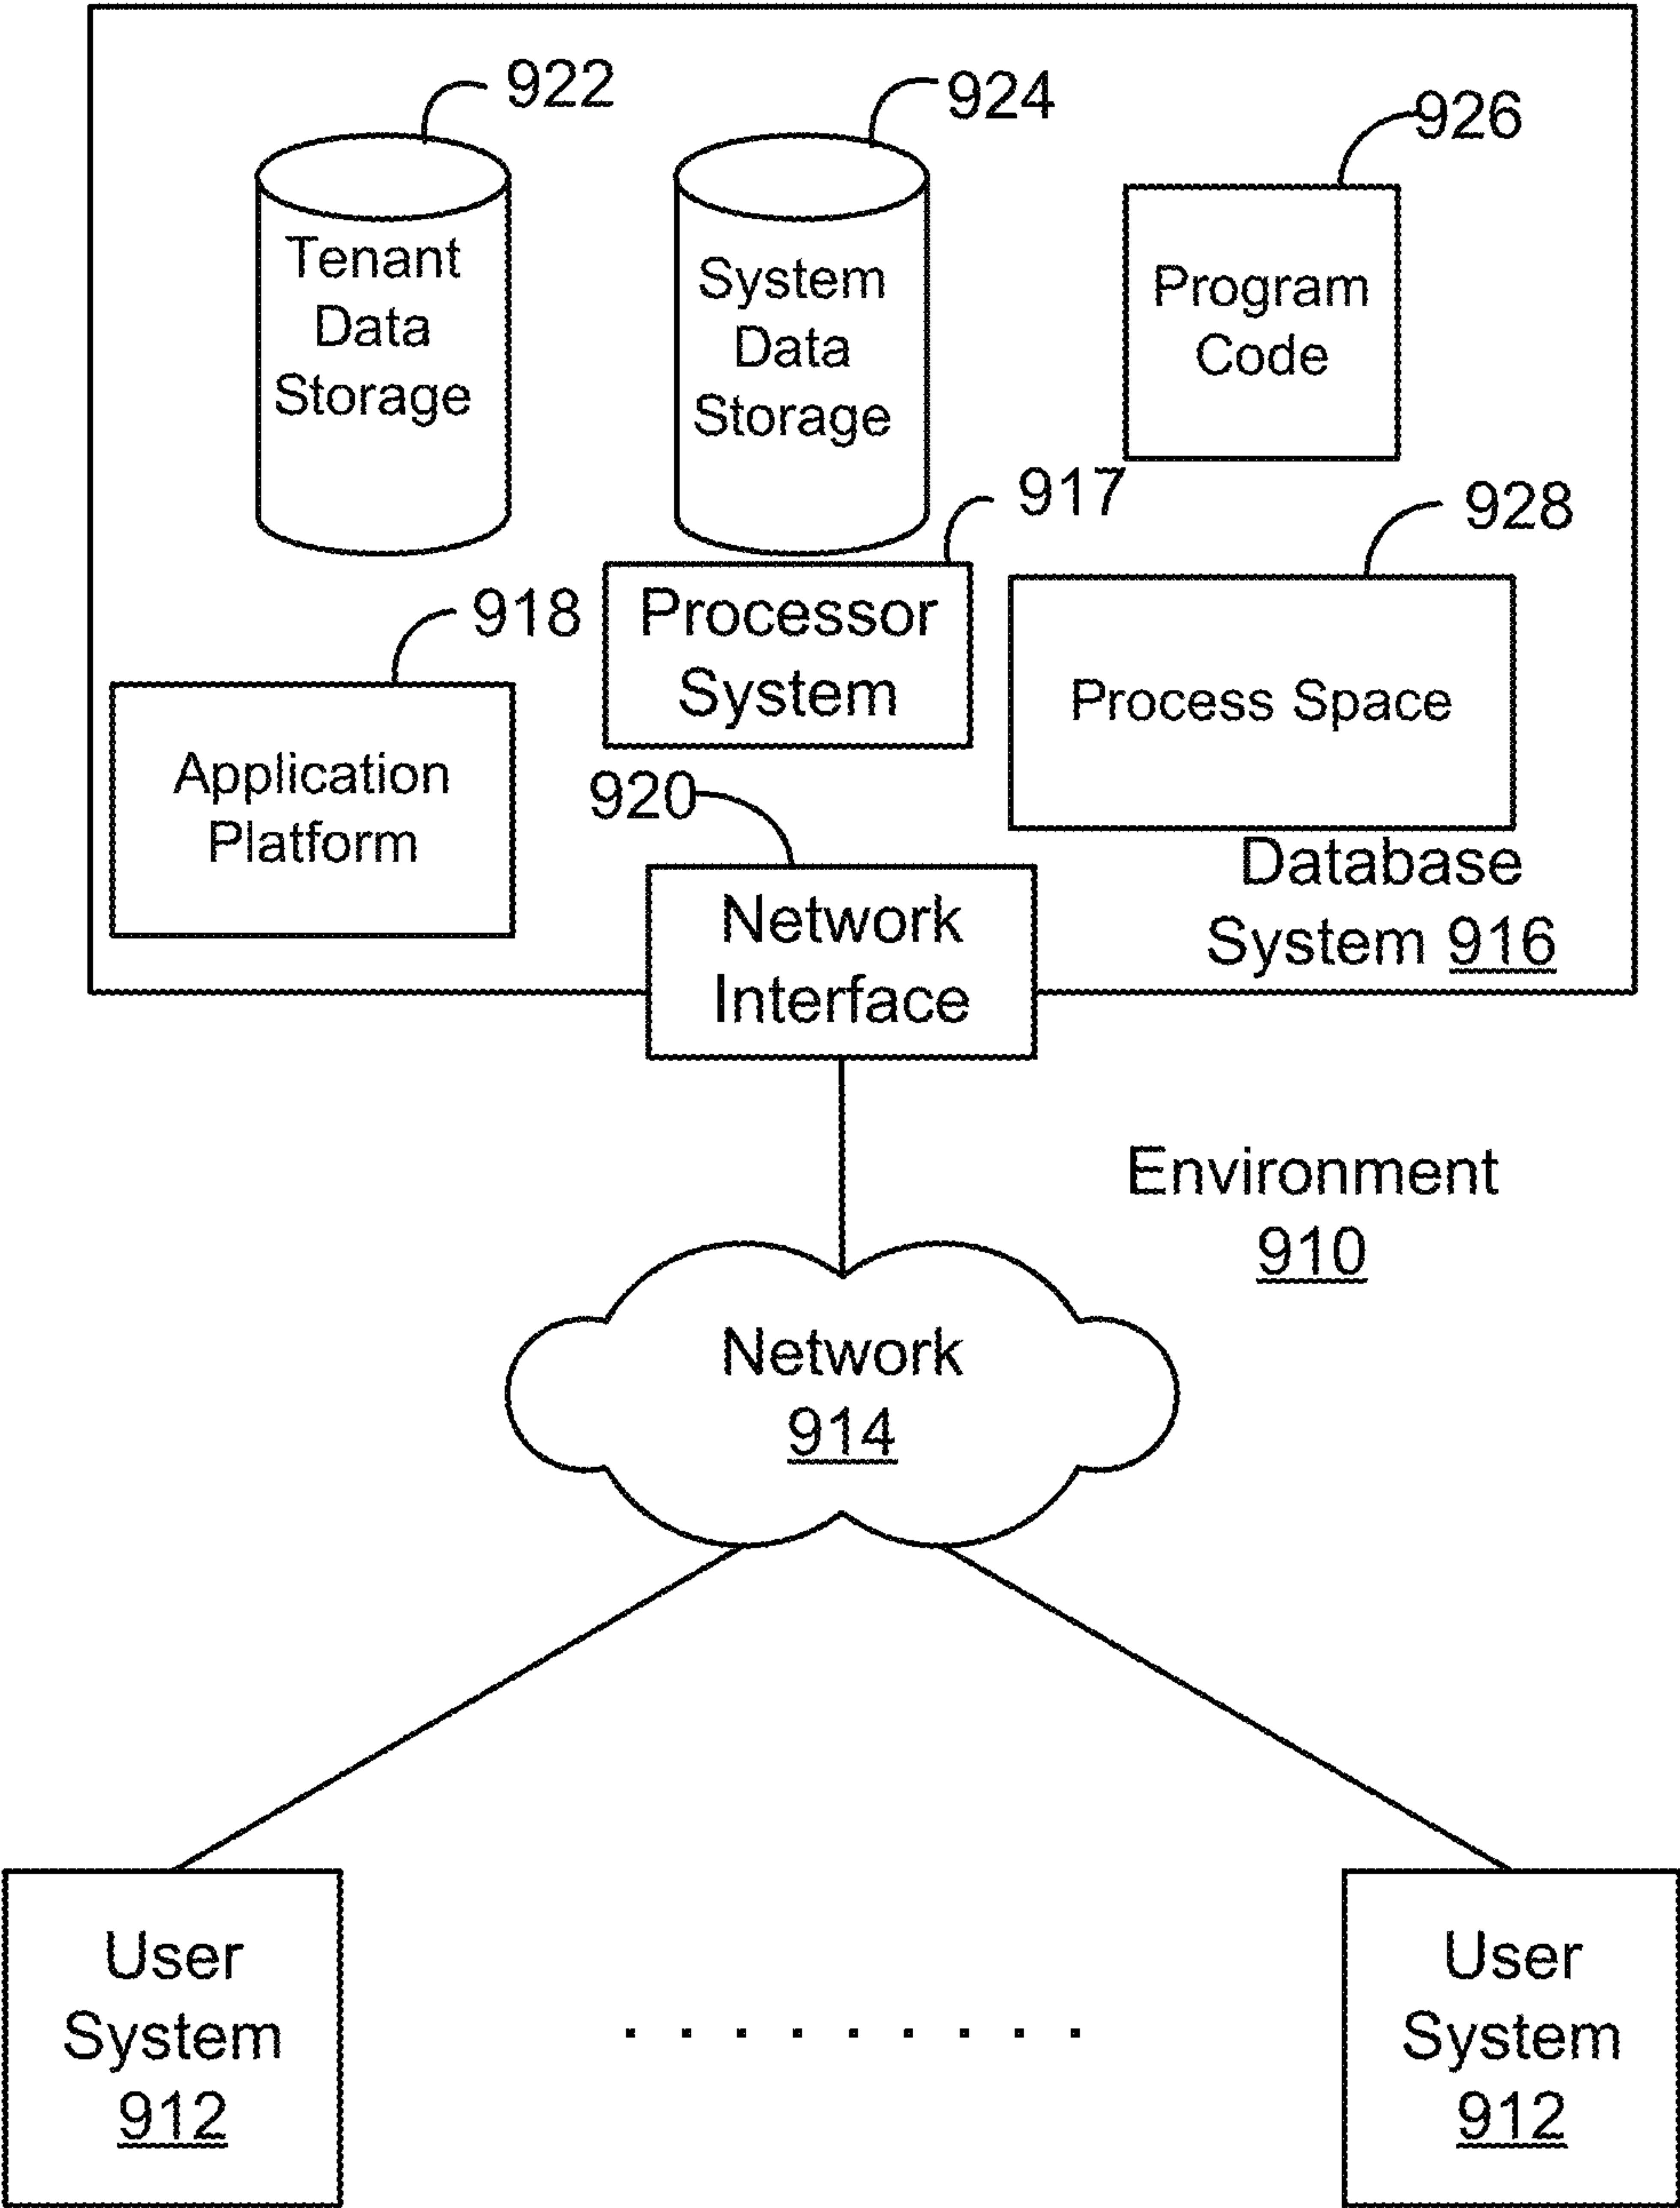 922
924
926
Tenant
Data
Storage
System
Data
Storage
Program
Code
917
928
918
Processor
System
Process Space
Application
Platform
920
Database
System 916
Network
Interface
Environment
910
Network
914
User
System
912
User
System
912